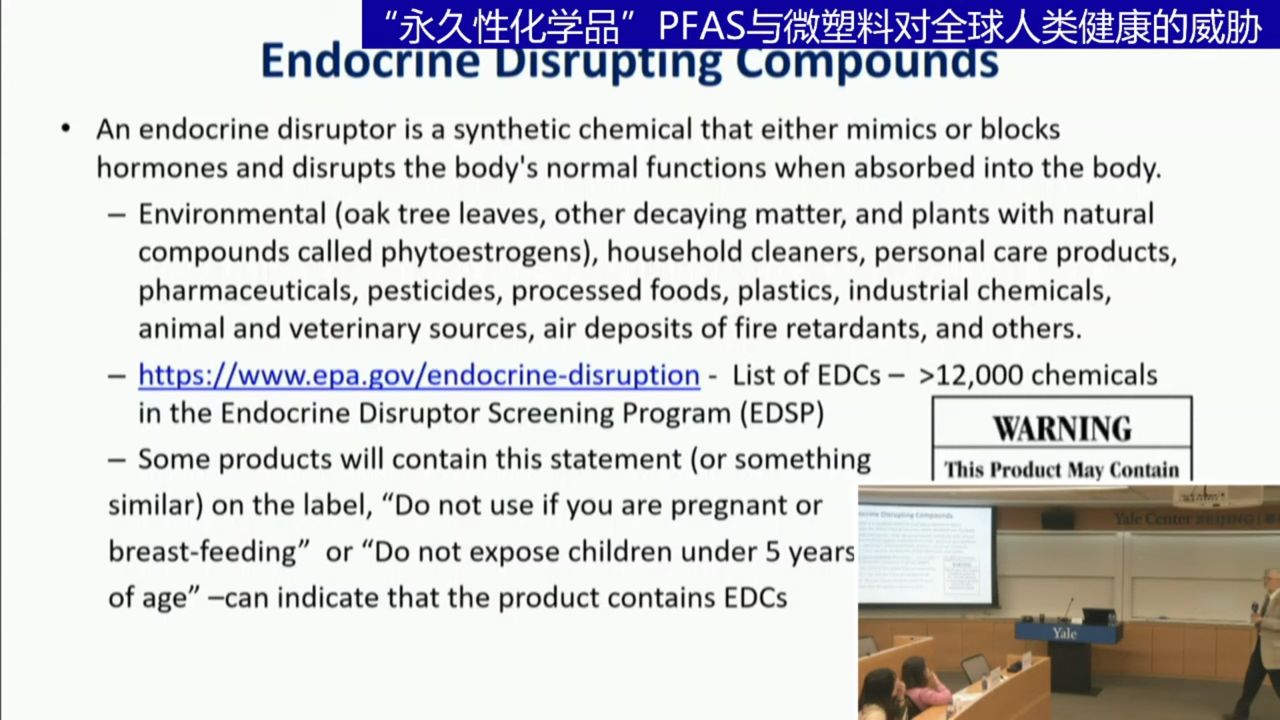 “永久性化学品”PFAS与微塑料对全球人类健康的威胁
Endocrine Disrupting Compounds
• An endocrine disruptor is a synthetic chemical that either mimics or blocks
hormones and disrupts the body's normal functions when absorbed into the body.
– Environmental (oak tree leaves, other decaying matter, and plants with natural
compounds called phytoestrogens), household cleaners, personal care products,
pharmaceuticals, pesticides, processed foods, plastics, industrial chemicals,
animal and veterinary sources, air deposits of fire retardants, and others.
– https://www.epa.gov/endocrine-disruption - List of EDCs – >12,000 chemicals
in the Endocrine Disruptor Screening Program (EDSP)
– Some products will contain this statement (or something
similar) on the label, “Do not use if you are pregnant or
breast-feeding” or “Do not expose children under 5 years
of age” –can indicate that the product contains EDCs
WARNING
This Product May Contain
Disrupting Compounds
Yale Center BEIJING
Yale